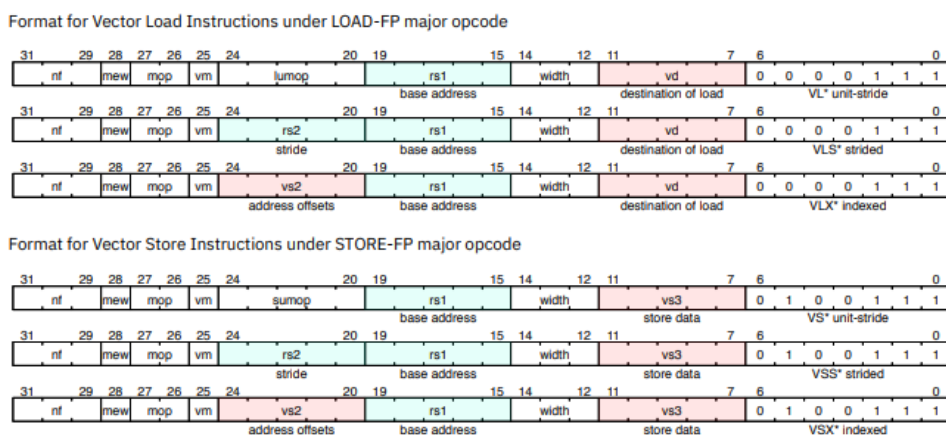 Format for Vector Load Instructions under LOAD-FP major opcode
31 29 28 27 26 25 24 20 19 15 14 12 11 7 6 0
nf mew mop vm lumop rs1 width vd 0 0 0 0 1 1 1
base address destination of load VL* unit-stride
31 29 28 27 26 25 24 20 19 15 14 12 11 7 6 0
nf mew mop vm rs2 rs1 width vd 0 0 0 0 1 1 1
stride base address destination of load VLS* strided
31 29 28 27 26 25 24 20 19 15 14 12 11 7 6 0
nf mew mop vm vs2 rs1 width vd 0 0 0 0 1 1 1
address offsets base address destination of load VLX* indexed
Format for Vector Store Instructions under STORE-FP major opcode
31 29 28 27 26 25 24 20 19 15 14 12 11 7 6 0
nf mew mop vm sumop rs1 width vs3 0 1 0 0 1 1 1
base address store data VS* unit-stride
31 29 28 27 26 25 24 20 19 15 14 12 11 7 6 0
nf mew mop vm rs2 rs1 width vs3 0 1 0 0 1 1 1
stride base address store data VSS* strided
31 29 28 27 26 25 24 20 19 15 14 12 11 7 6 0
nf mew mop vm vs2 rs1 width vs3 0 1 0 0 1 1 1
address offsets base address store data VSX* indexed